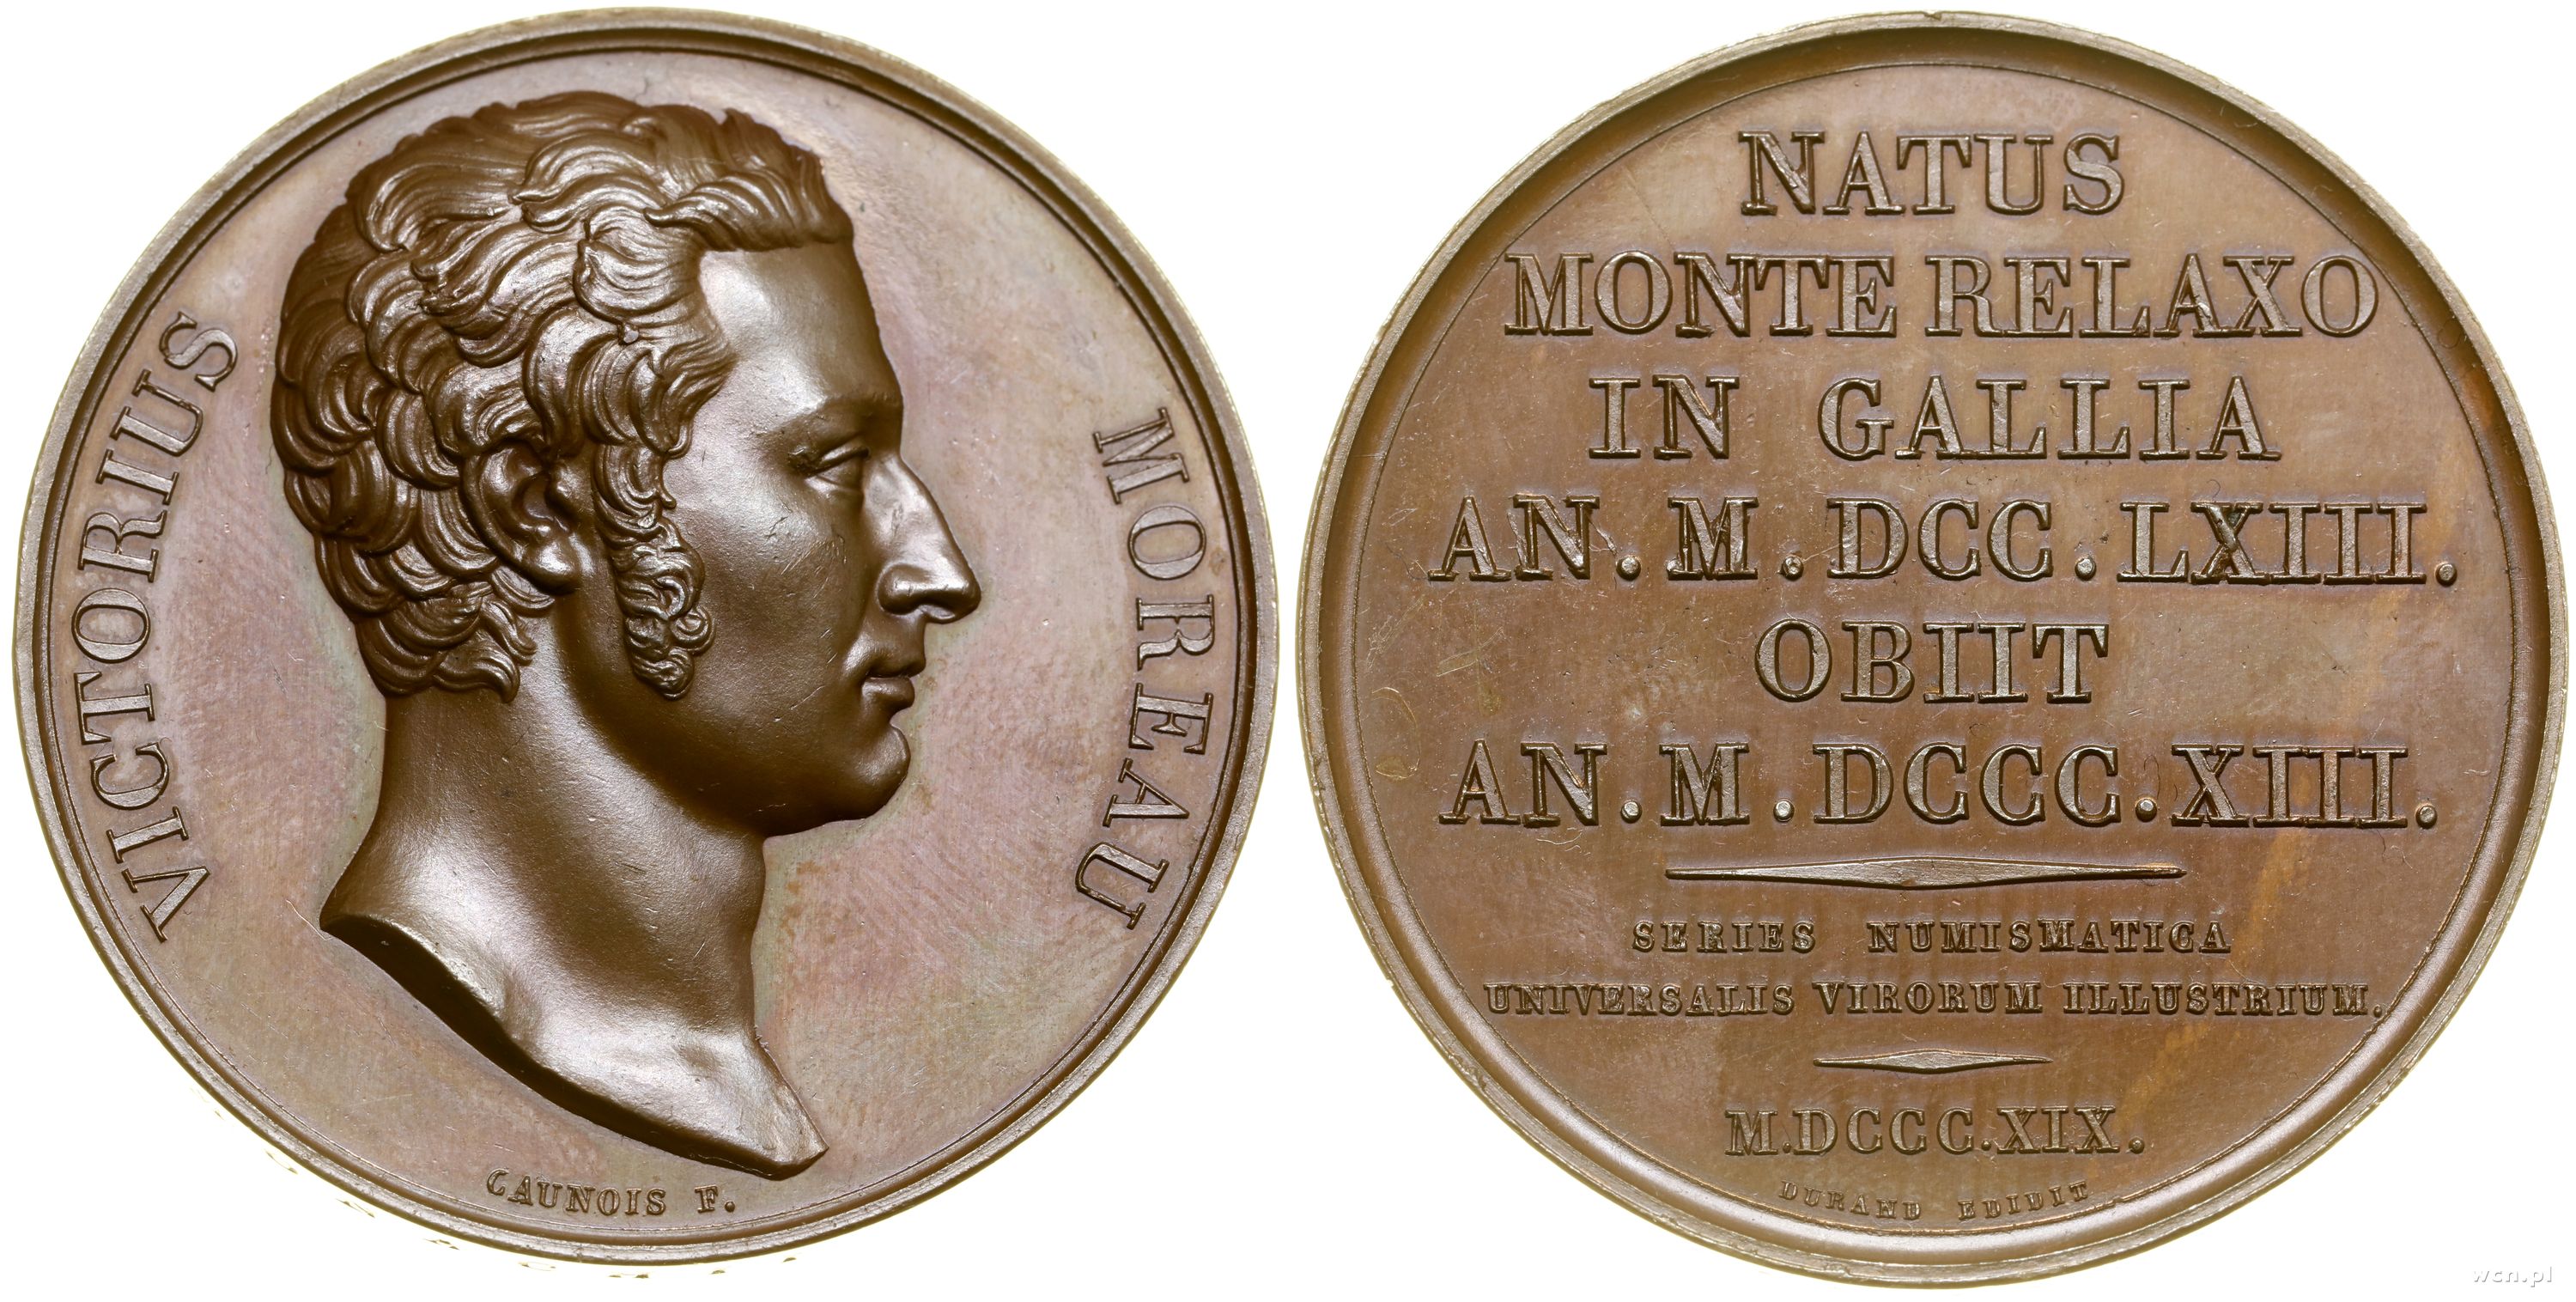 VICTORIUS
MOREAU
CAUNOIS F.
NATUS
MONTE RELAXO
IN GALLIA
AN. M. DCC. LXIII.
OBIIT
AN. M. DCCC. XIII.
SERIES NUMISMATICA
UNIVERSALIS VIRORUM ILLUSTRIUM.
M.DCCC.XIX.
DURAND EDIDIT
wcn.pl